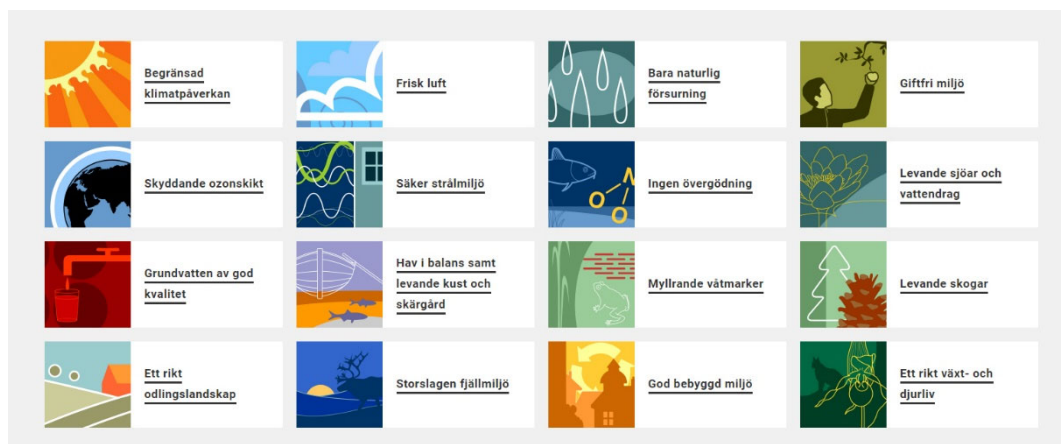 Begränsad
klimatpåverkan
Frisk luft
Bara naturlig
försurning
Giftfri miljö
Skyddande ozonskikt
Säker strålmiljö
N
O
O
Ingen övergödning
Levande sjöar och
vattendrag
Grundvatten av god
kvalitet
Hav i balans samt
levande kust och
skärgård
Myllrande våtmarker
Levande skogar
Ett rikt
odlingslandskap
Storslagen fjällmiljö
God bebyggd miljö
Ett rikt växt- och
djurliv